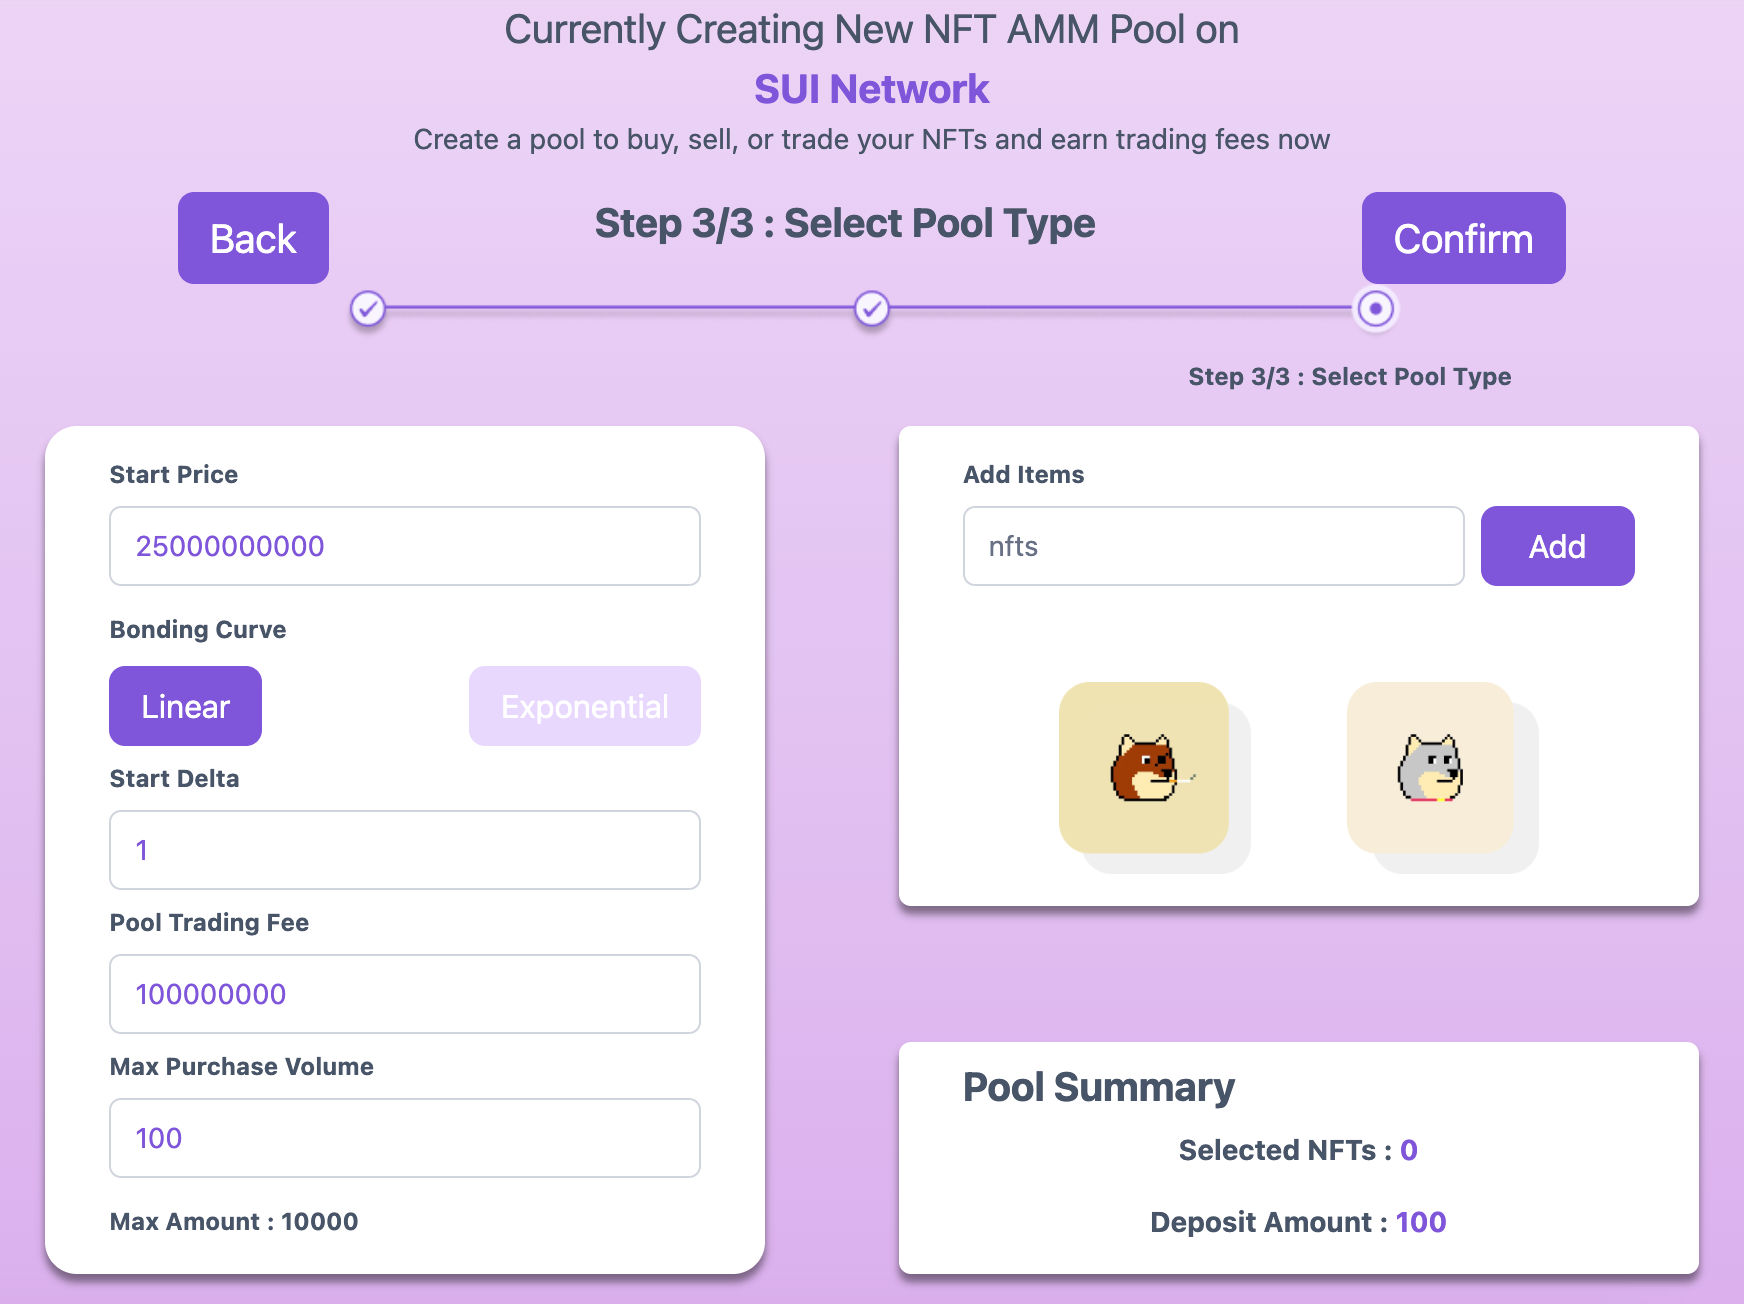 Currently Creating New NFT AMM Pool on
SUI Network
Create a pool to buy, sell, or trade your NFTs and earn trading fees now
Back
Step 3/3 : Select Pool Type
Confirm
Step 3/3 : Select Pool Type
Start Price
25000000000
Bonding Curve
Linear
Exponential
Start Delta
1
Pool Trading Fee
100000000
Max Purchase Volume
100
Max Amount : 10000
Add Items
nfts
Add
Pool Summary
Selected NFTs : 0
Deposit Amount : 100